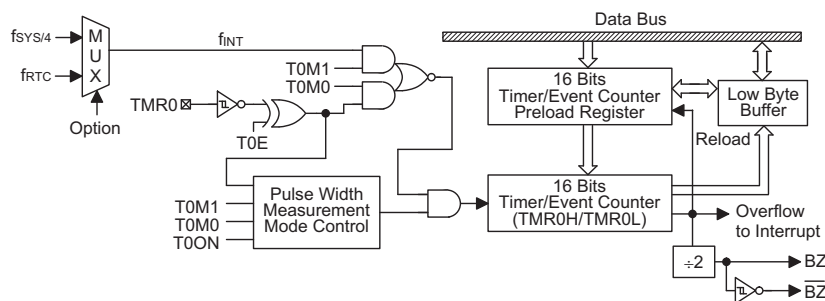 Data Bus
fSYS/4
fRTC
M
U
X
Option
fINT
T0M1
T0M0
TMR0
T0E
16 Bits
Timer/Event Counter
Preload Register
Low Byte
Buffer
Reload
T0M1
T0M0
T0ON
Pulse Width
Measurement
Mode Control
16 Bits
Timer/Event Counter
(TMR0H/TMR0L)
Overflow
to Interrupt
÷2
BZ
B̅Z̅